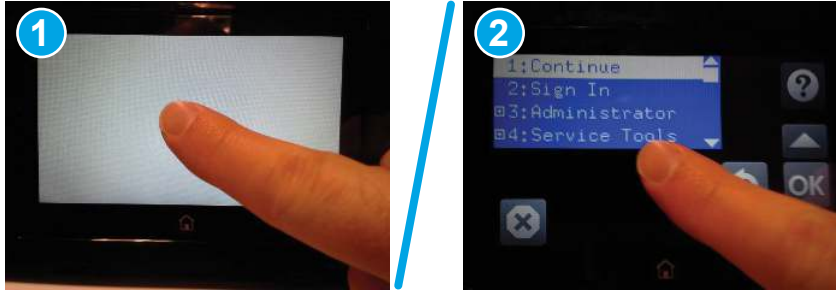 1
2
1:Continue
2:Sign In
3:Administrator
4:Service Tools
?
OK